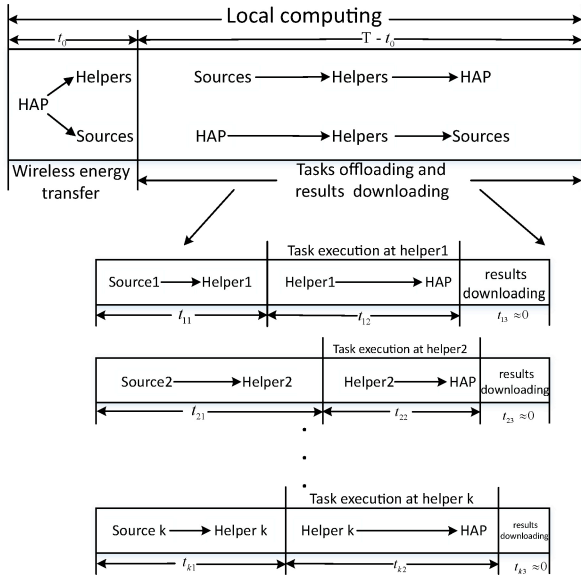 Local computing
t0 T - t0
Helpers Sources Helpers HAP
HAP
Sources HAP Helpers Sources
Wireless energy
transfer
Tasks offloading and
results downloading
Task execution at helper1
Source1 Helper1 Helper1 HAP results
downloading
t11 t12 t13 ≈0
Task execution at helper2
Source2 Helper2 Helper2 HAP results
downloading
t21 t22 t23 ≈0
Task execution at helper k
Source k Helper k Helper k HAP results
downloading
tk1 tk2 tk3 ≈0